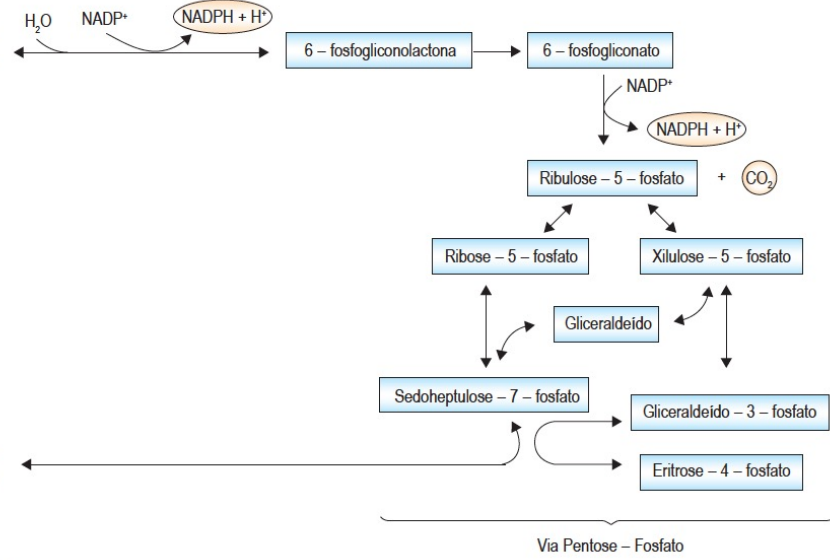 H₂O
NADP⁺
NADPH + H⁺
6 – fosfogliconolactona
6 – fosfogliconato
NADP⁺
NADPH + H⁺
Ribulose – 5 – fosfato
+
CO₂
Ribose – 5 – fosfato
Xilulose – 5 – fosfato
Gliceraldeído
Sedoheptulose – 7 – fosfato
Gliceraldeído – 3 – fosfato
Eritrose – 4 – fosfato
Via Pentose – Fosfato